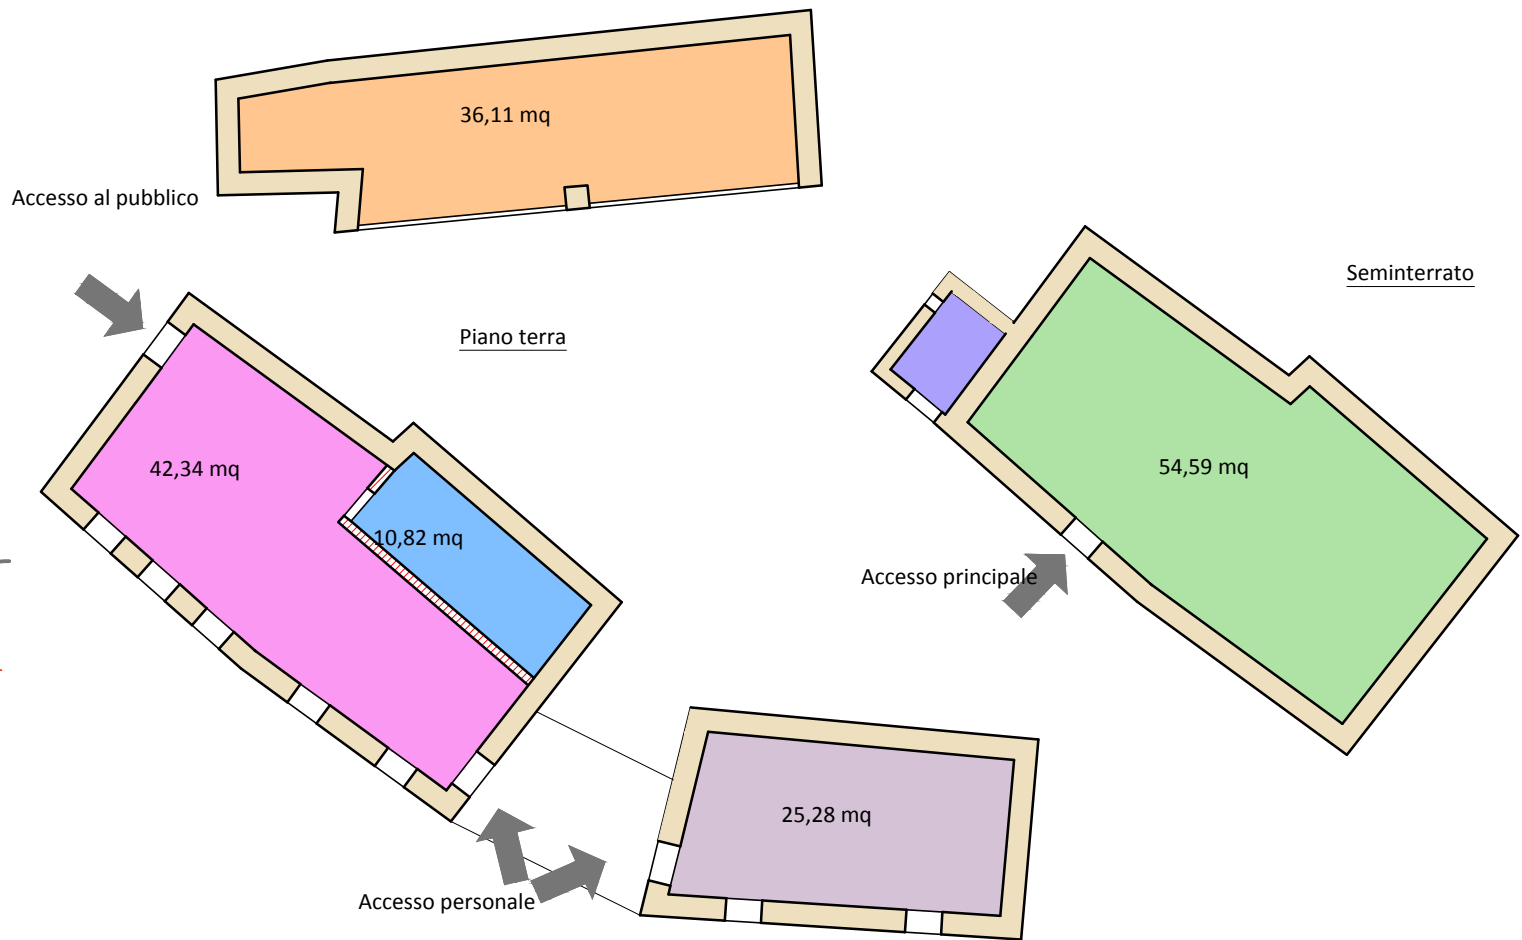 36,11 mq
Accesso al pubblico
Seminterrato
Piano terra
42,34 mq
54,59 mq
10,82 mq
Accesso principale
25,28 mq
Accesso personale